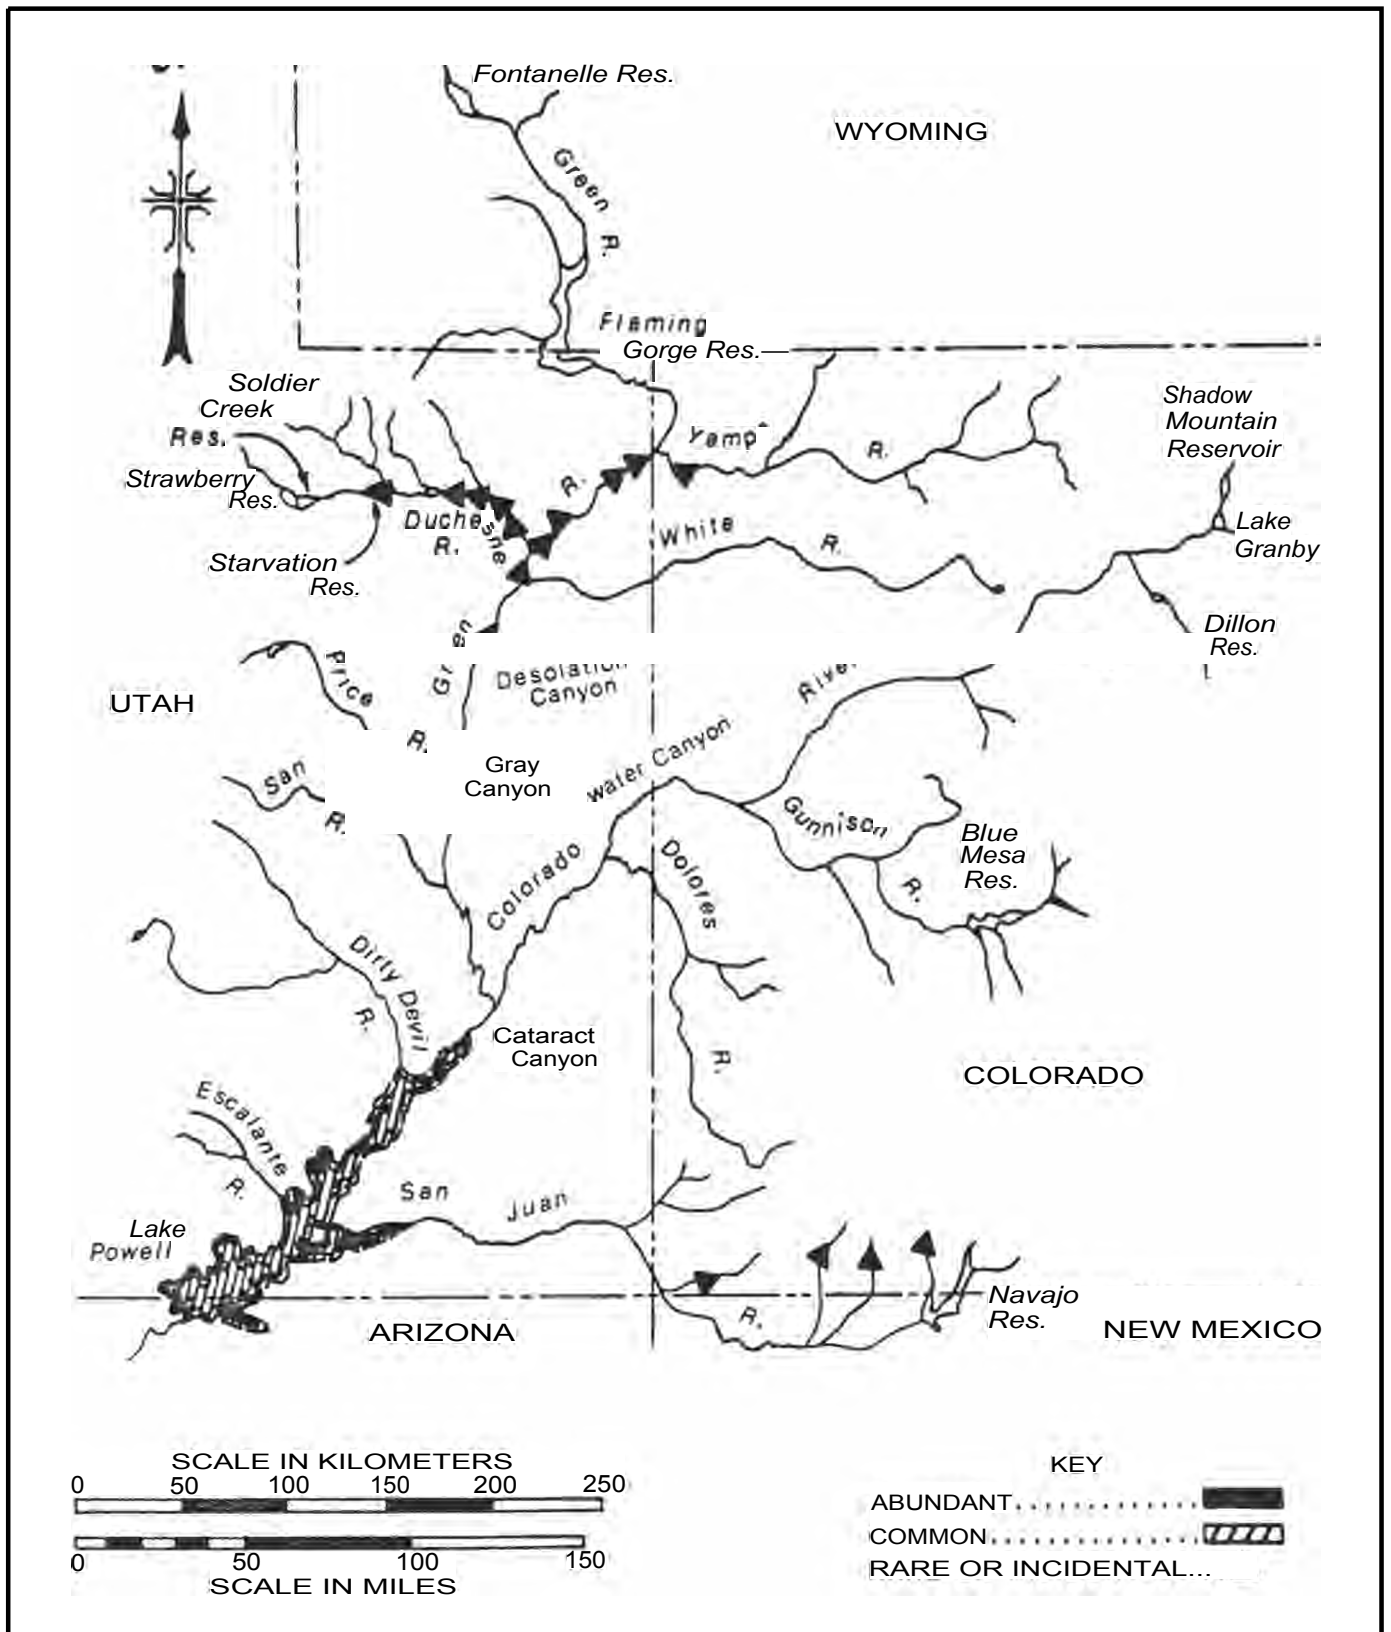 Fontanelle Res.
WYOMING
Green
R.
Flaming
Gorge Res.
Soldier
Creek
Res.
Strawberry
Res.
Starvation
Res.
Duchesne
R.
R.
Yamp
R.
White
R.
Shadow
Mountain
Reservoir
Lake
Granby
Dillon
Res.
UTAH
Price
R.
Desolation
Canyon
Gray
Canyon
San
R.
water Canyon
Colorado
Gunnison
R.
Blue
Mesa
Res.
Dolores
R.
Dirty Devil
R.
Cataract
Canyon
COLORADO
Escalante
R.
San
Juan
R.
Lake
Powell
Navajo
Res.
ARIZONA
NEW MEXICO
SCALE IN KILOMETERS
0 50 100 150 200 250
0 50 100 150
SCALE IN MILES
KEY
ABUNDANT
COMMON
RARE OR INCIDENTAL...